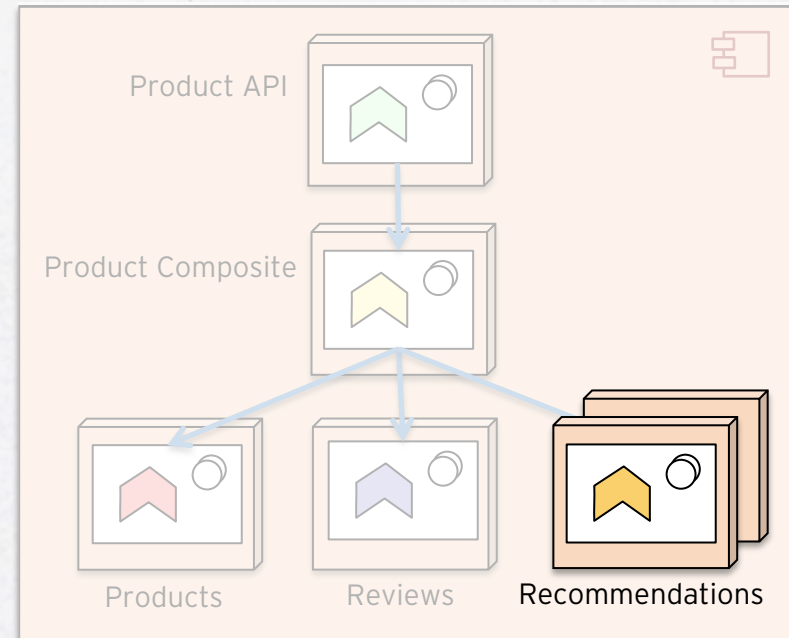 Product API
Product Composite
Products
Reviews
Recommendations